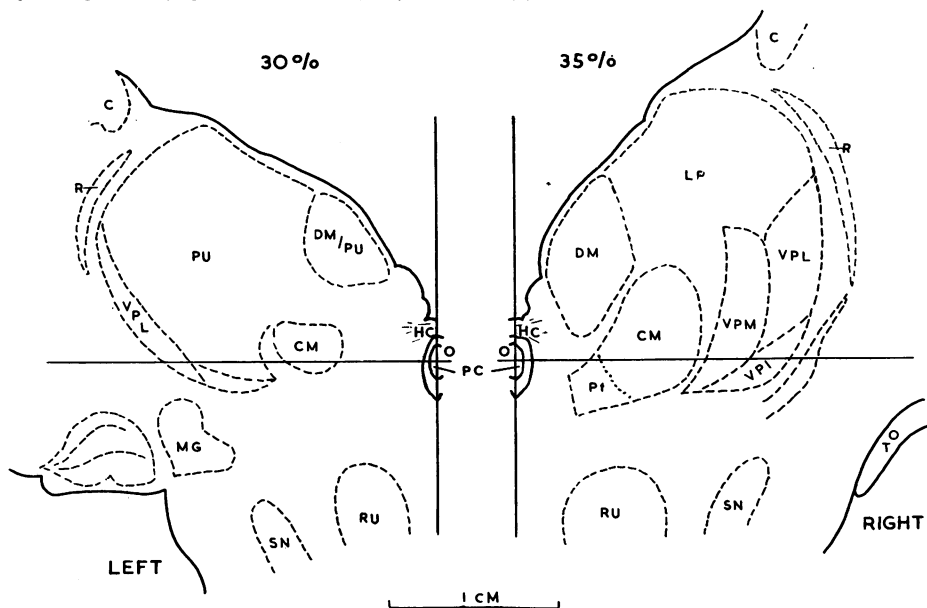 30%
35%
C
C
R
R
LP
DM/PU
PU
DM
VPL
VPL
HC
HC
VPM
CM
CM
O
O
PC
VPI
Pf
MG
TO
RU
SN
RU
SN
LEFT
RIGHT
1 CM